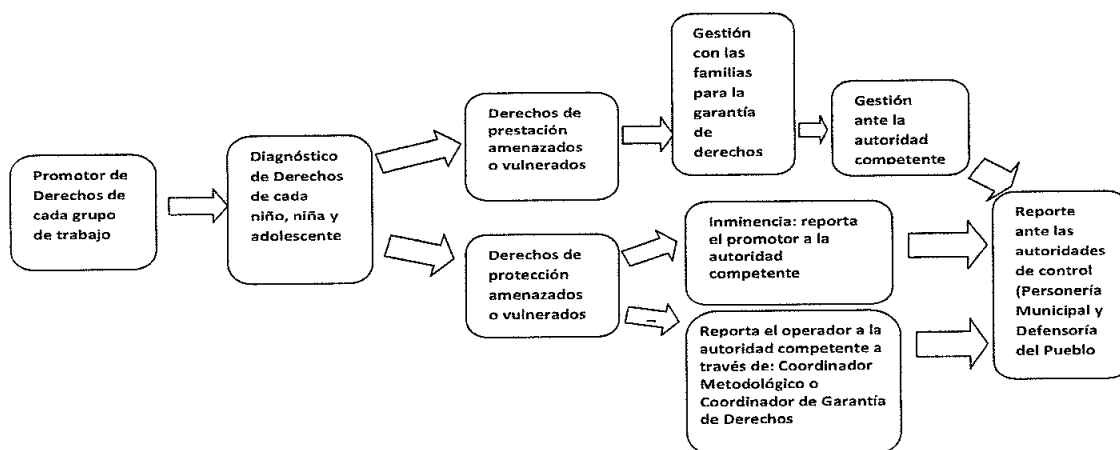 Promotor de
Derechos de
cada grupo
de trabajo
Diagnóstico
de Derechos
de cada
niño, niña y
adolescente
Derechos de
prestación
amenazados
o vulnerados
Gestión
con las
familias
para la
garantía
de
derechos
Gestión
ante la
autoridad
competente
Derechos de
protección
amenazados
o vulnerados
Inminencia: reporta
el promotor a la
autoridad
competente
Reporta el operador a la
autoridad competente a
través de: Coordinador
Metodológico o
Coordinador de Garantía
de Derechos
Reporte
ante las
autoridades
de control
(Personería
Municipal y
Defensoría
del Pueblo